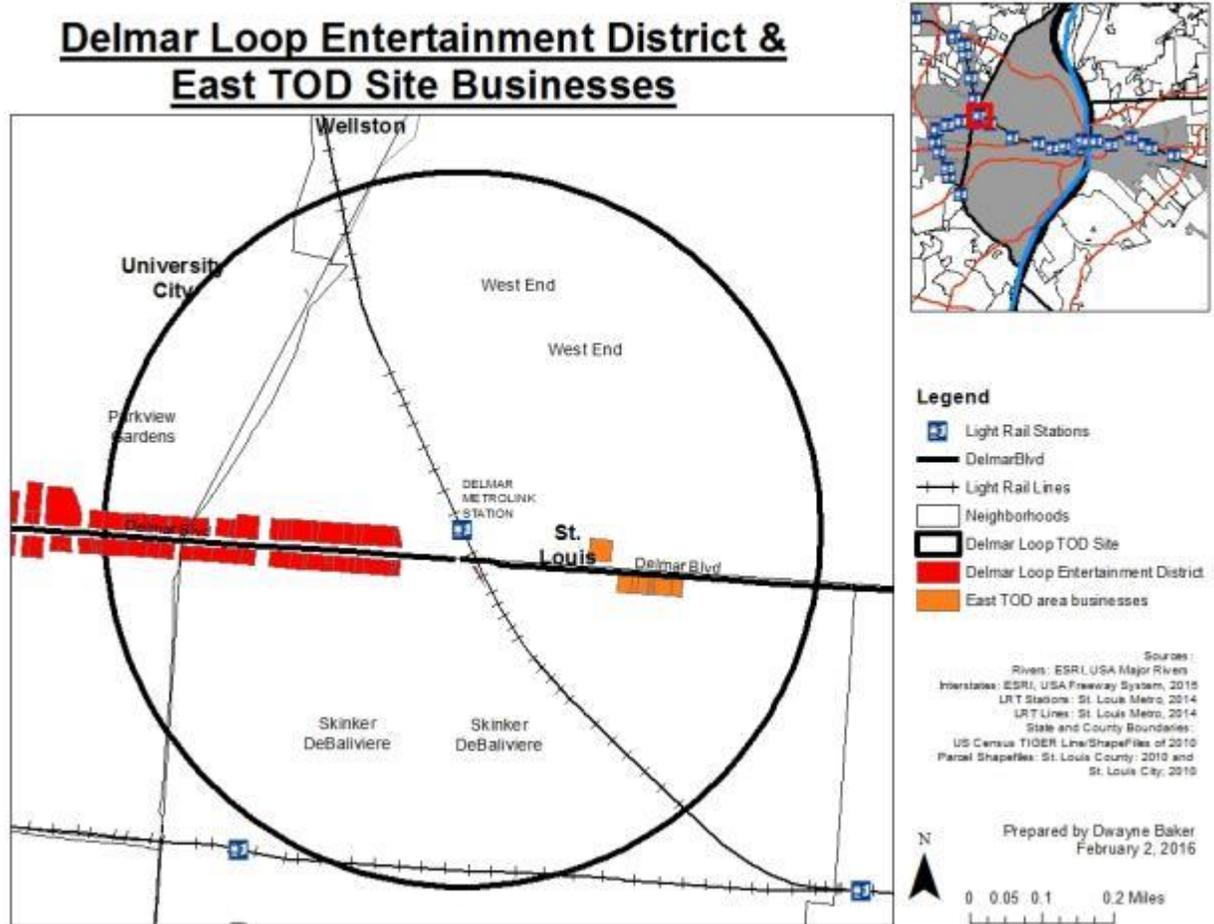 Delmar Loop Entertainment District &
East TOD Site Businesses
Wellston
University
City
West End
West End
Parkview
Gardens
DELMAR
METROLINK
STATION
Delmar Blvd
St.
Louis
Delmar Blvd
Skinker
DeBaliviere
Skinker
DeBaliviere
Legend
Light Rail Stations
DelmarBlvd
Light Rail Lines
Neighborhoods
Delmar Loop TOD Site
Delmar Loop Entertainment District
East TOD area businesses
Sources:
Rivers: ESRI, USA Major Rivers
Interstates: ESRI, USA Freeway System, 2015
LRT Stations: St. Louis Metro, 2014
LRT Lines: St. Louis Metro, 2014
State and County Boundaries:
US Census TIGER Line/ShapeFiles of 2010
Parcel Shapefiles: St. Louis County: 2010 and
St. Louis City, 2010
Prepared by Dwayne Baker
February 2, 2016
N
0 0.05 0.1 0.2 Miles